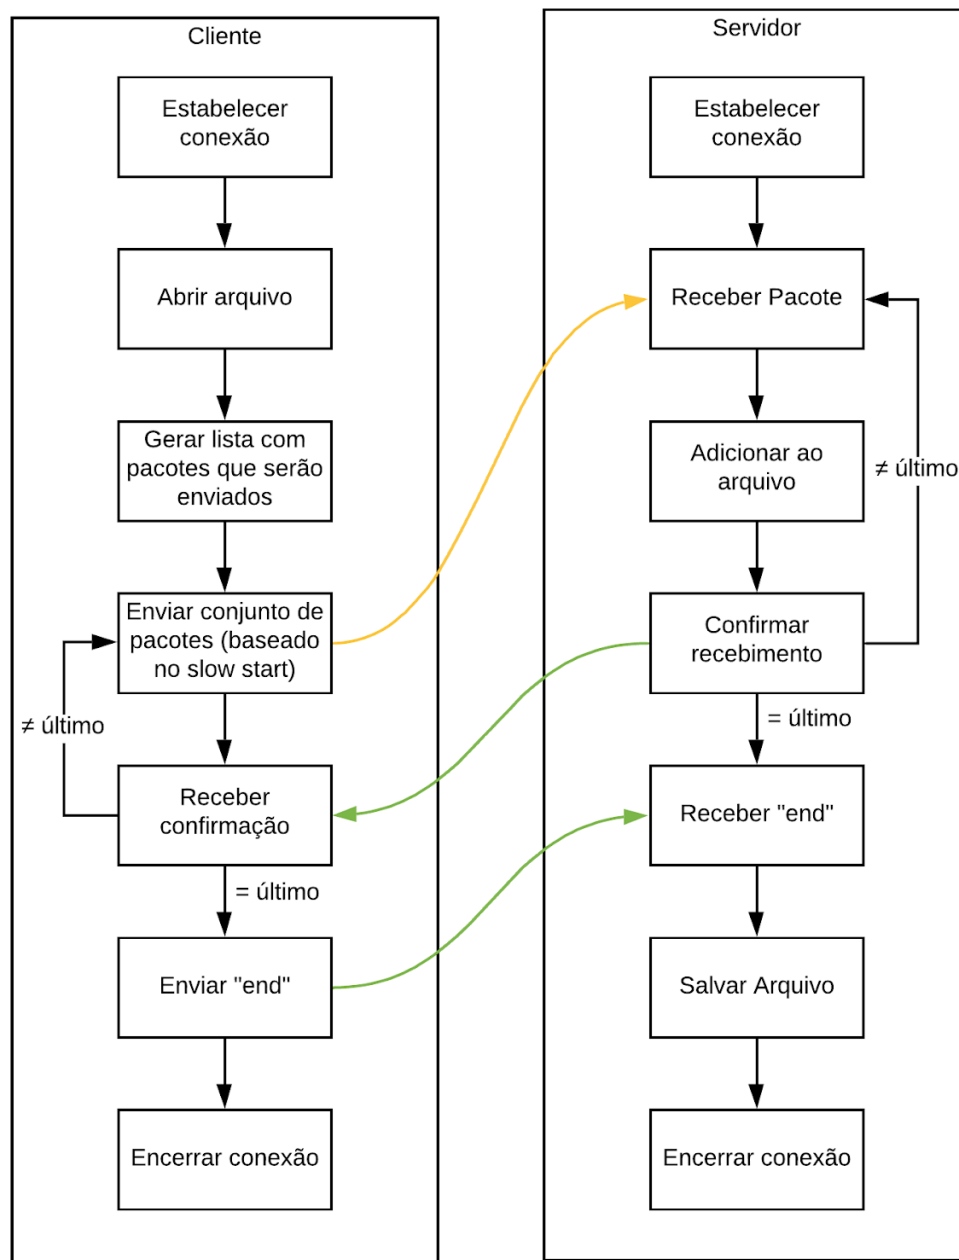 Cliente
Estabelecer
conexão
Abrir arquivo
Gerar lista com
pacotes que serão
enviados
Enviar conjunto de
pacotes (baseado
no slow start)
≠ último
Receber
confirmação
= último
Enviar "end"
Encerrar conexão
Servidor
Estabelecer
conexão
Receber Pacote
Adicionar ao
arquivo
≠ último
Confirmar
recebimento
= último
Receber "end"
Salvar Arquivo
Encerrar conexão